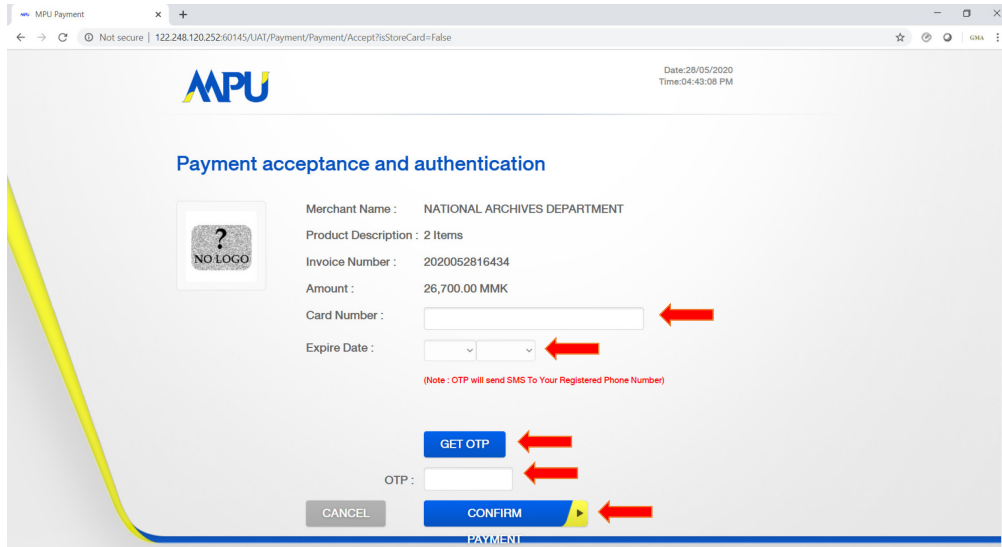 MPU MPU Payment
Not secure | 122.248.120.252:60145/UAT/Payment/Payment/Accept?isStoreCard=False
GMA
MPU
Date:28/05/2020
Time:04:43:08 PM
Payment acceptance and authentication
? NO LOGO
Merchant Name : NATIONAL ARCHIVES DEPARTMENT
Product Description : 2 Items
Invoice Number : 2020052816434
Amount : 26,700.00 MMK
Card Number :
Expire Date :
(Note : OTP will send SMS To Your Registered Phone Number)
GET OTP
OTP :
CANCEL CONFIRM
PAYMENT